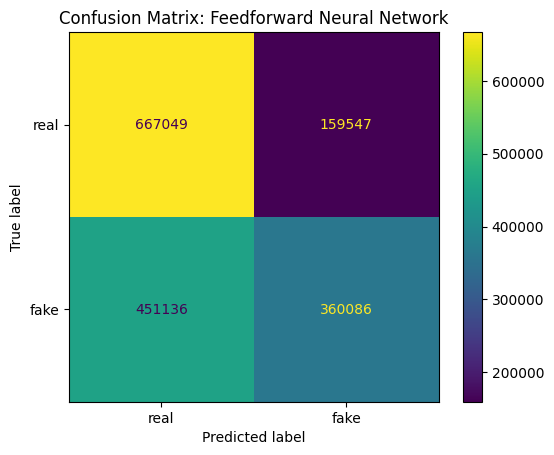 Confusion Matrix: Feedforward Neural Network
real
667049
159547
600000
500000
True label
400000
fake
451136
360086
300000
200000
real
fake
Predicted label